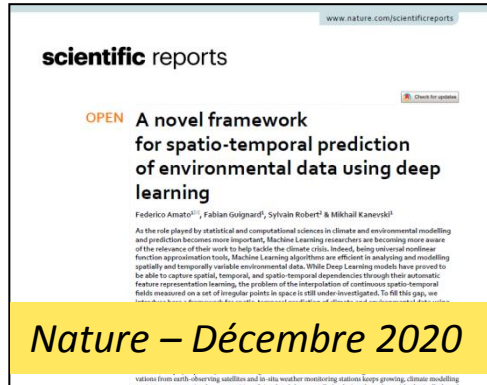 www.nature.com/scientificreports
scientific reports
Check for updates
OPEN A novel framework
for spatio-temporal prediction
of environmental data using deep
learning
Federico Amato¹, Fabian Guignard¹, Sylvain Robert² & Mikhail Kanevski¹
As the role played by statistical and computational sciences in climate and environmental modelling
and prediction becomes more important, Machine Learning researchers are becoming more aware
of the relevance of their work to help tackle the climate crisis. Indeed, being universal nonlinear
function approximation tools, Machine Learning algorithms are efficient in analysing and modelling
spatially and temporally variable environmental data. While Deep Learning models have proved to
be able to capture spatial, temporal, and spatio-temporal dependencies through their automatic
feature representation learning, the problem of the interpolation of continuous spatio-temporal
fields measured on a set of irregular points in space is still under-investigated. To fill this gap, we
Nature – Décembre 2020
vations from earth-observing satellites and in-situ weather monitoring stations keeps growing, climate modelling